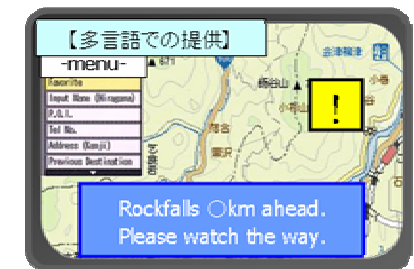 【多言語での提供】
-menu-
▲671
Favorite
Input Name (Hiragana)
P.O.I.
Tel No.
Address (Kanji)
Previous Destination
!
Rockfalls ○km ahead.
Please watch the way.